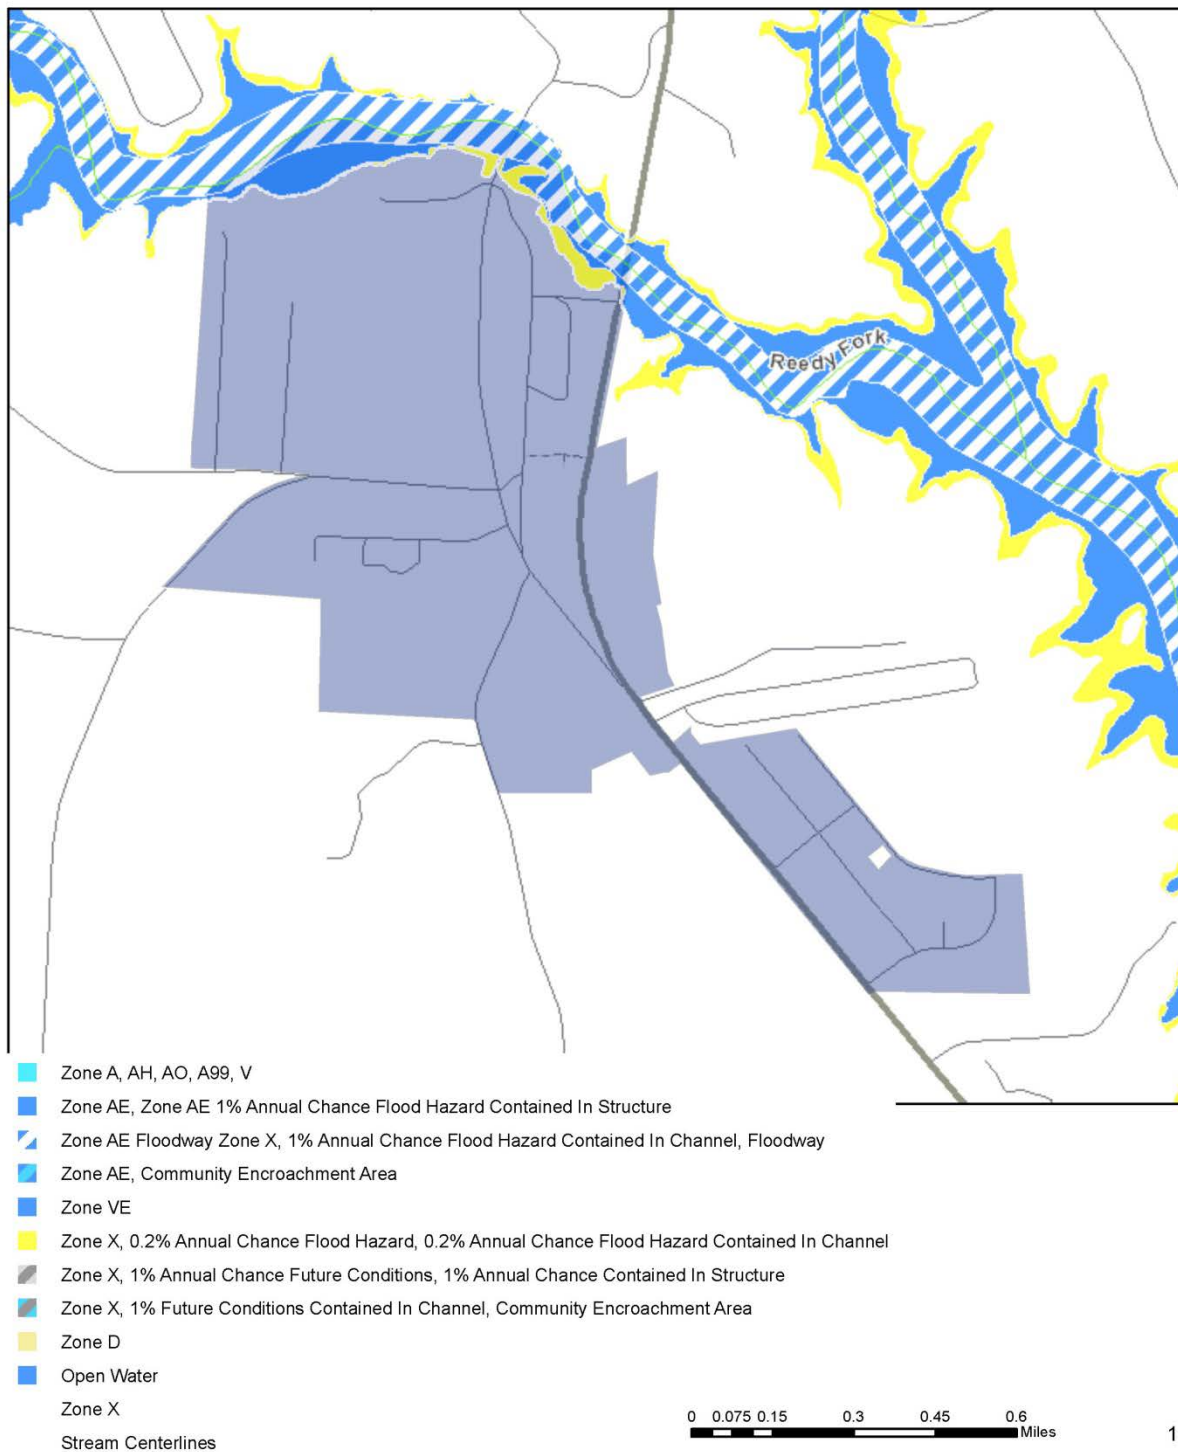 Reedy Fork
Zone A, AH, AO, A99, V
Zone AE, Zone AE 1% Annual Chance Flood Hazard Contained In Structure
Zone AE Floodway Zone X, 1% Annual Chance Flood Hazard Contained In Channel, Floodway
Zone AE, Community Encroachment Area
Zone VE
Zone X, 0.2% Annual Chance Flood Hazard, 0.2% Annual Chance Flood Hazard Contained In Channel
Zone X, 1% Annual Chance Future Conditions, 1% Annual Chance Contained In Structure
Zone X, 1% Future Conditions Contained In Channel, Community Encroachment Area
Zone D
Open Water
Zone X
Stream Centerlines
0 0.075 0.15 0.3 0.45 0.6
Miles
1